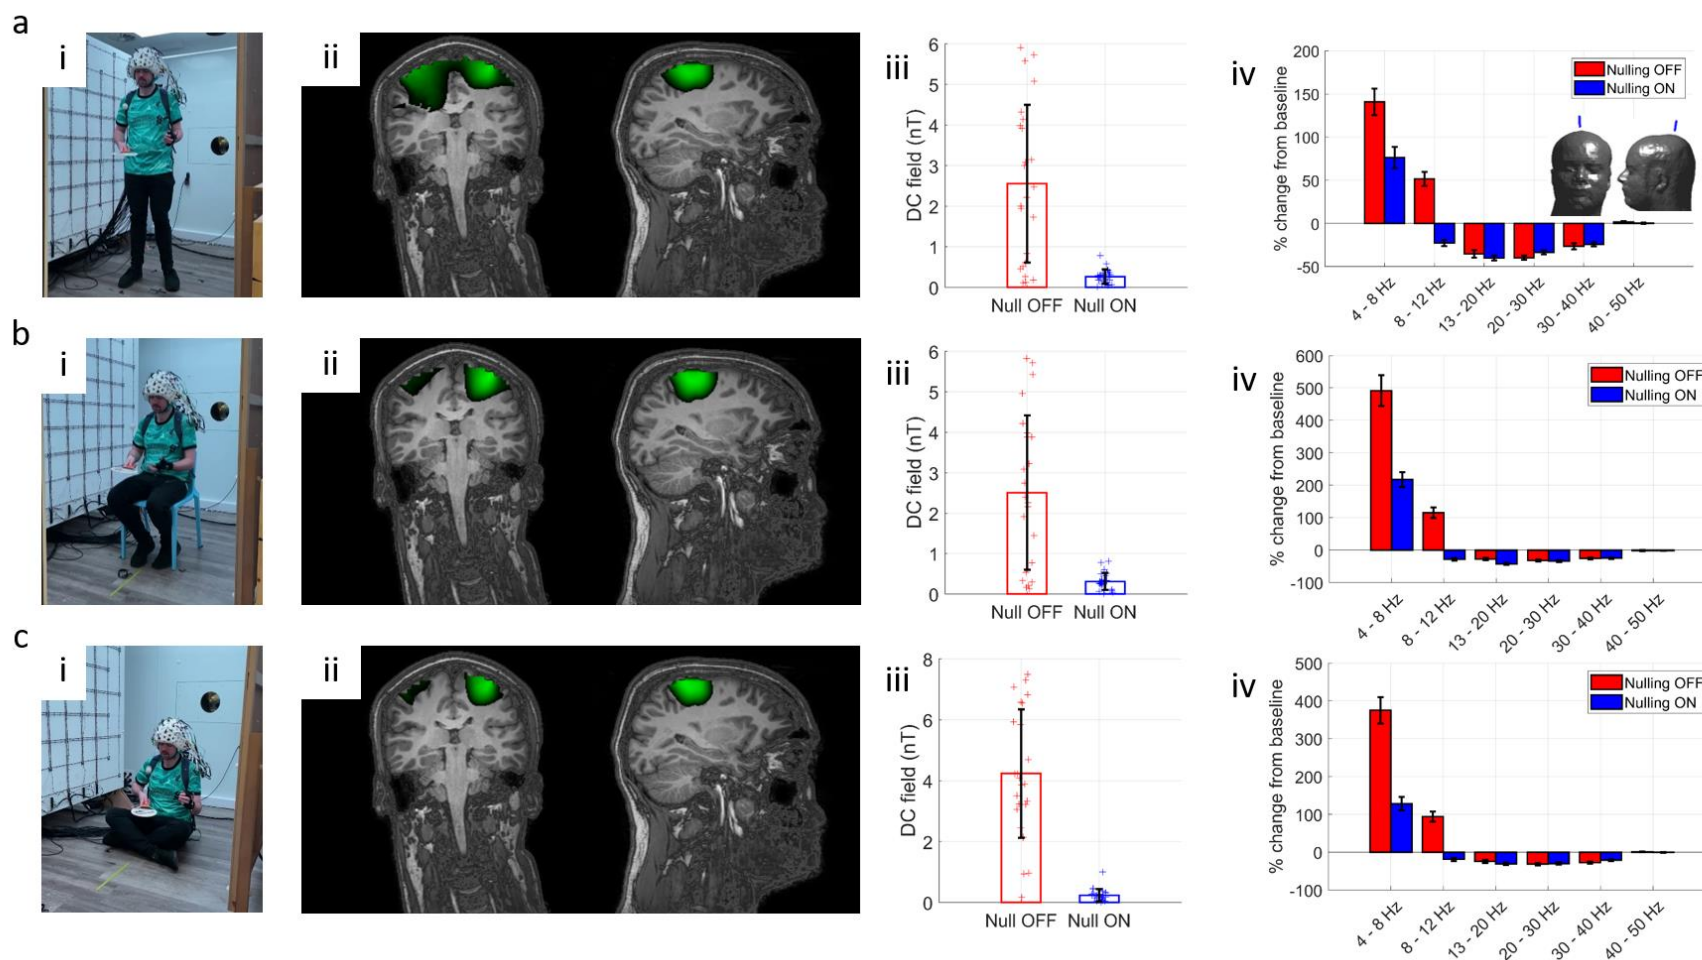 a
i
ii
iii
DC field (nT)
6
5
4
3
2
1
0
Null OFF
Null ON
iv
% change from baseline
200
150
100
50
0
-50
Nulling OFF
Nulling ON
4 - 8 Hz
8 - 12 Hz
13 - 20 Hz
20 - 30 Hz
30 - 40 Hz
40 - 50 Hz
b
i
ii
iii
DC field (nT)
6
5
4
3
2
1
0
Null OFF
Null ON
iv
% change from baseline
600
500
400
300
200
100
0
-100
Nulling OFF
Nulling ON
4 - 8 Hz
8 - 12 Hz
13 - 20 Hz
20 - 30 Hz
30 - 40 Hz
40 - 50 Hz
c
i
ii
iii
DC field (nT)
8
6
4
2
0
Null OFF
Null ON
iv
% change from baseline
500
400
300
200
100
0
-100
Nulling OFF
Nulling ON
4 - 8 Hz
8 - 12 Hz
13 - 20 Hz
20 - 30 Hz
30 - 40 Hz
40 - 50 Hz